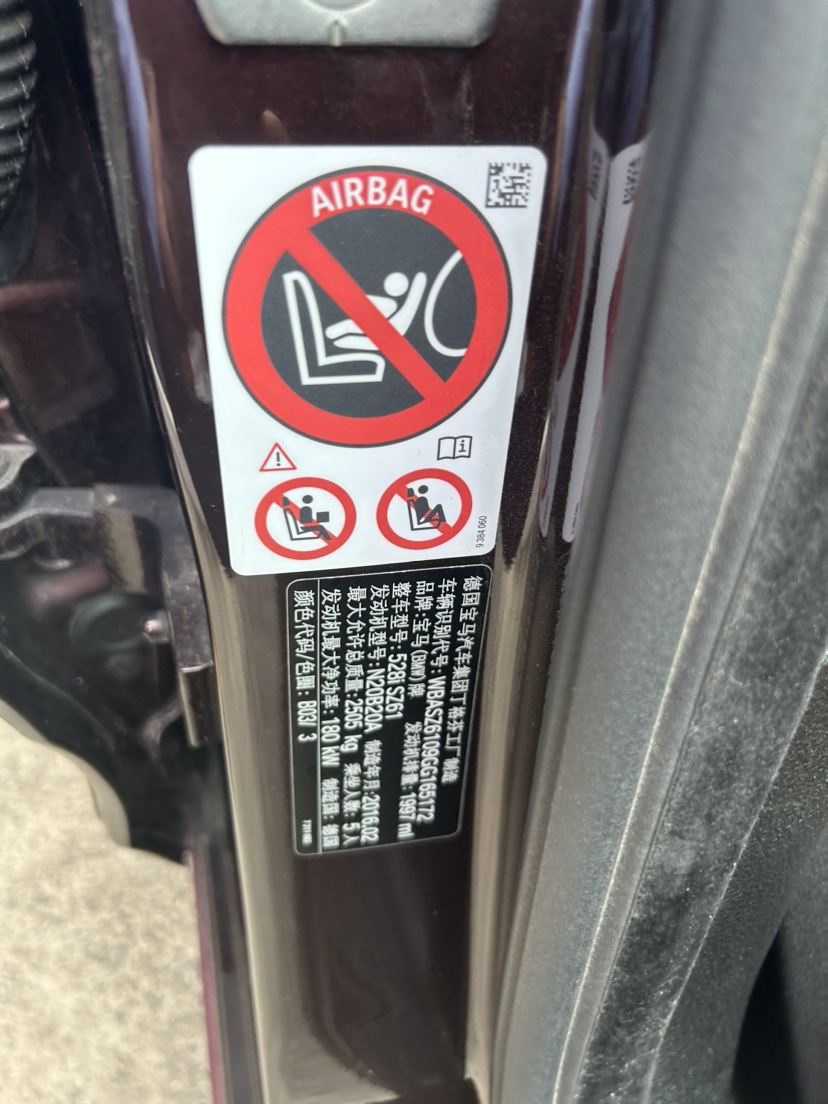 AIRBAG
9 384 060
德国宝马汽车集团丁格芬工厂 制造
车辆识别代号: WBASZ6109GG165172
品牌:宝马(BMW)牌 发动机排量: 1997 ml
整车型号: 528I SZ61
发动机型号: N20B20A 制造年月:2016.02
最大允许总质量:2505 kg 乘坐人数: 5人
发动机最大净功率: 180 kW 制造国: 德国
颜色代码/色圈: B03/ 3